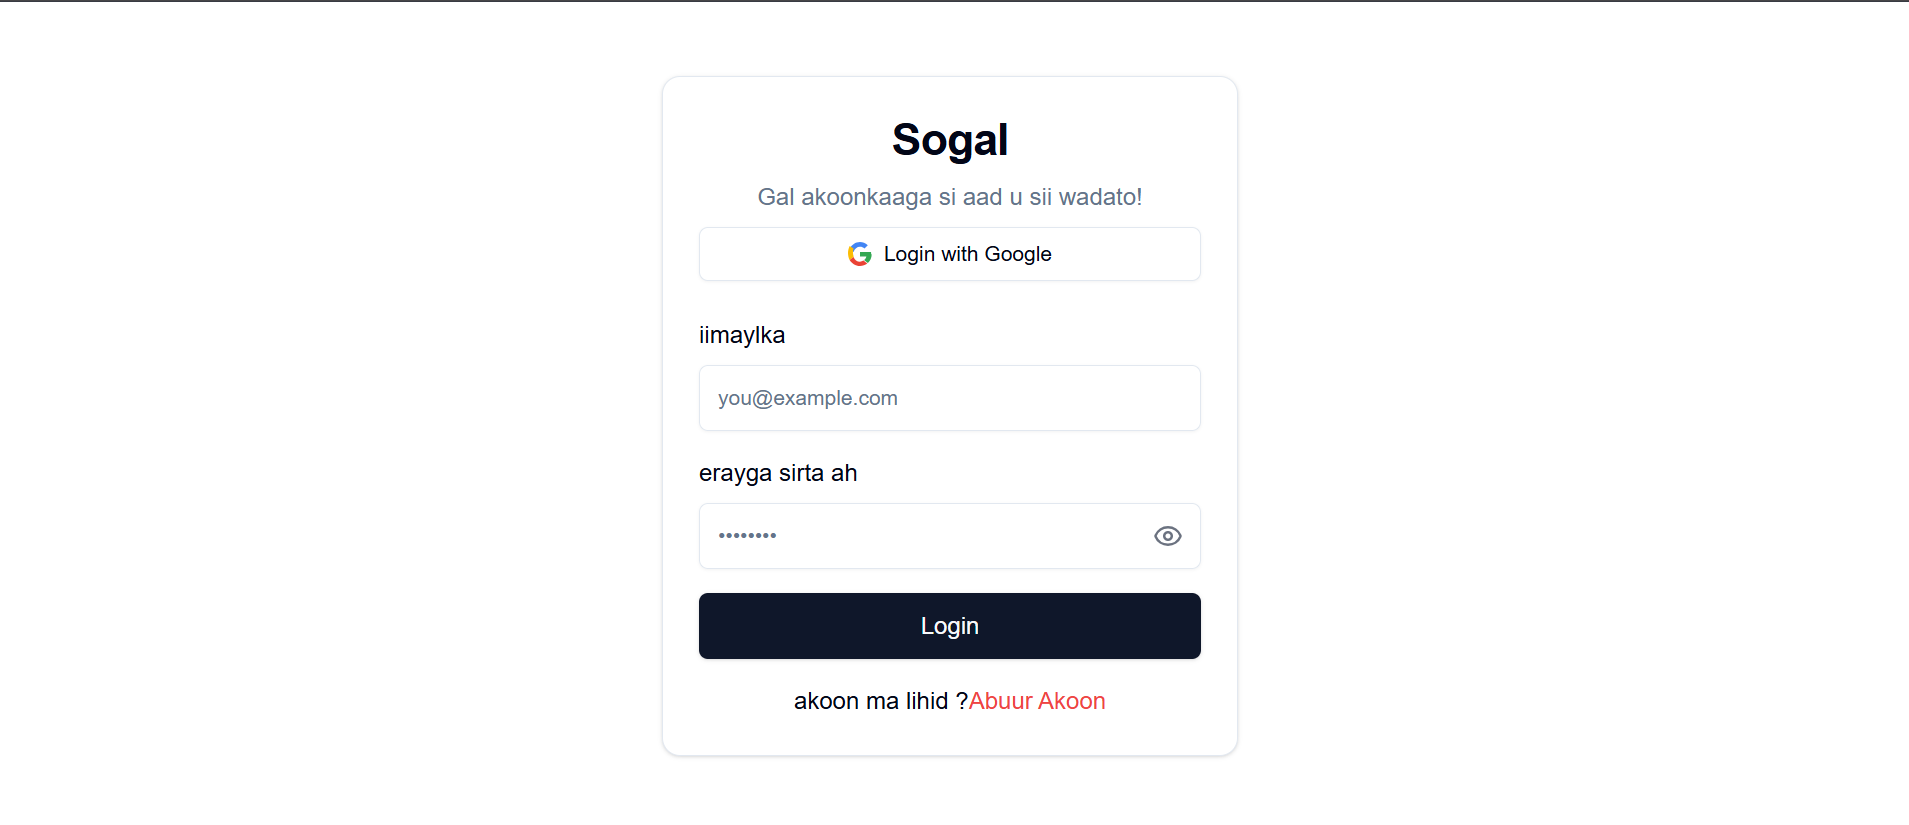 Sogal
Gal akoonkaaga si aad u sii wadato!
Login with Google
iimaylka
you@example.com
erayga sirta ah
••••••••
Login
akoon ma lihid ?Abuur Akoon